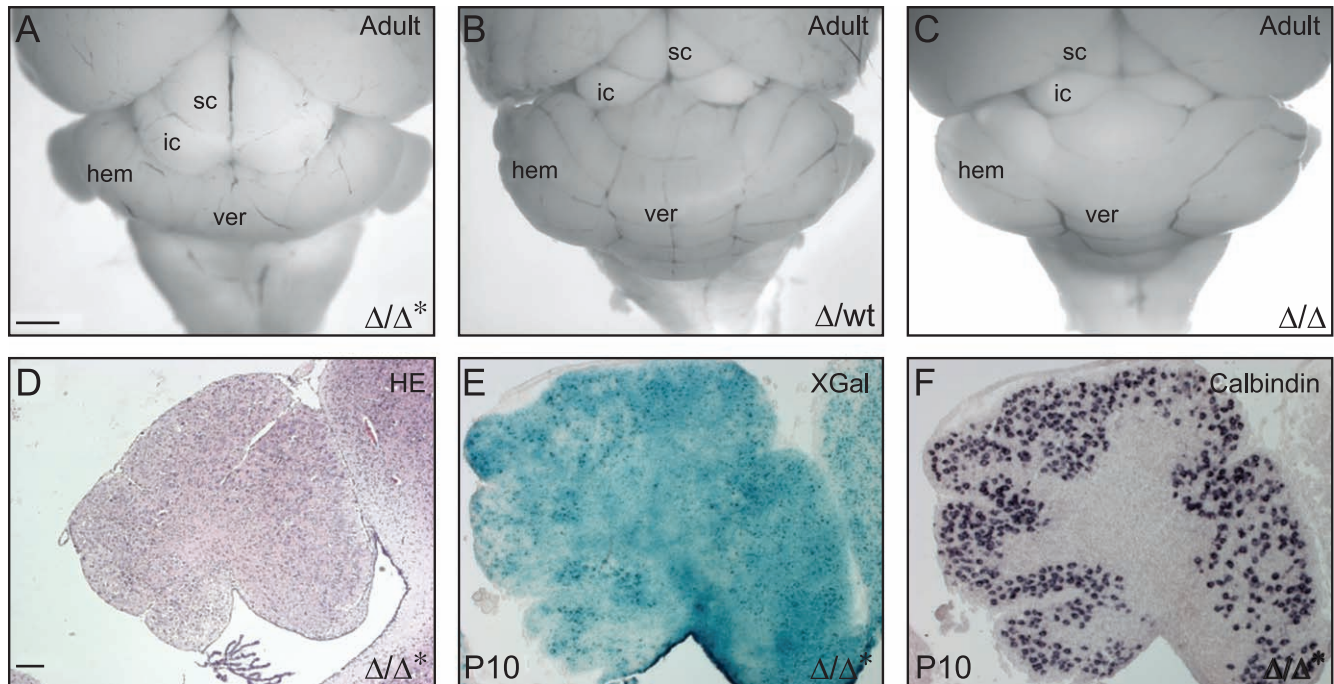 A Adult
sc
ic
hem
ver
Δ/Δ*
B Adult
sc
ic
hem
ver
Δ/wt
C Adult
sc
ic
hem
ver
Δ/Δ
D HE
Δ/Δ*
E XGal
P10 Δ/Δ*
F Calbindin
P10 Δ/Δ*